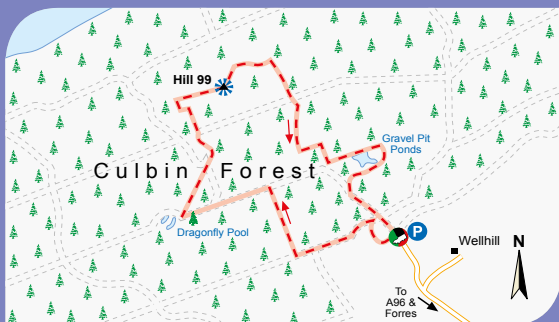 Hill 99
Gravel Pit
Ponds
Culbin Forest
Dragonfly Pool
P
Wellhill
N
To
A96 &
Forres